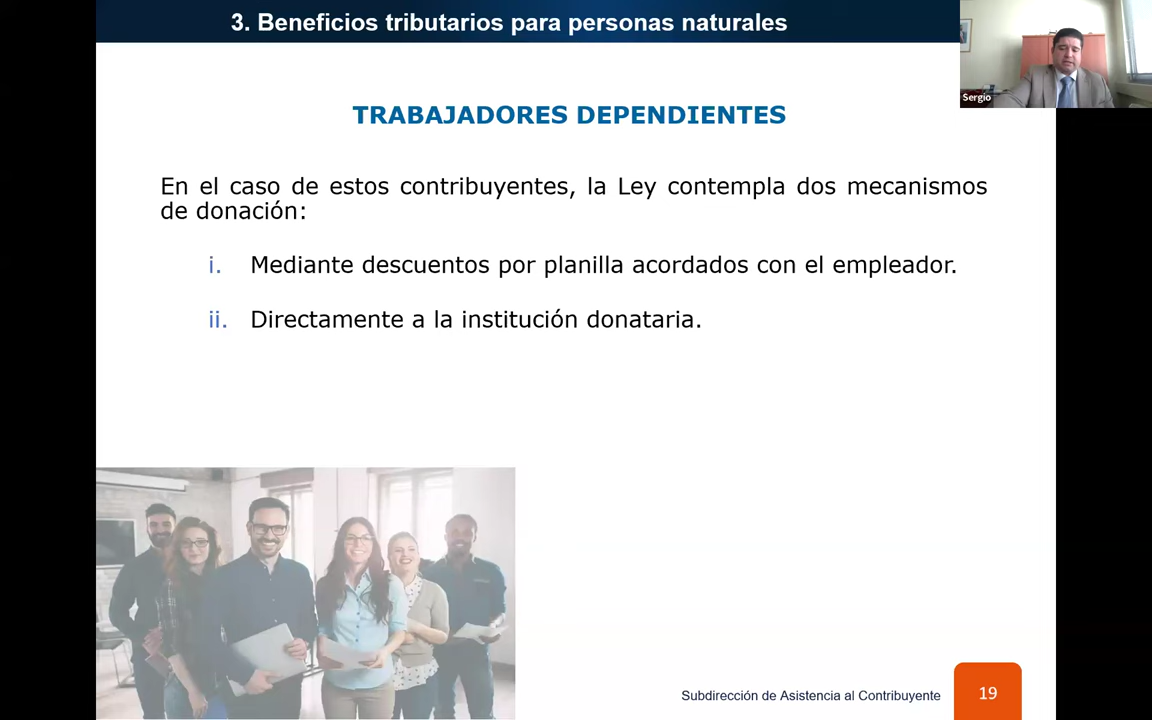 3. Beneficios tributarios para personas naturales
Sergio
TRABAJADORES DEPENDIENTES
En el caso de estos contribuyentes, la Ley contempla dos mecanismos
de donación:
i. Mediante descuentos por planilla acordados con el empleador.
ii. Directamente a la institución donataria.
Subdirección de Asistencia al Contribuyente
19